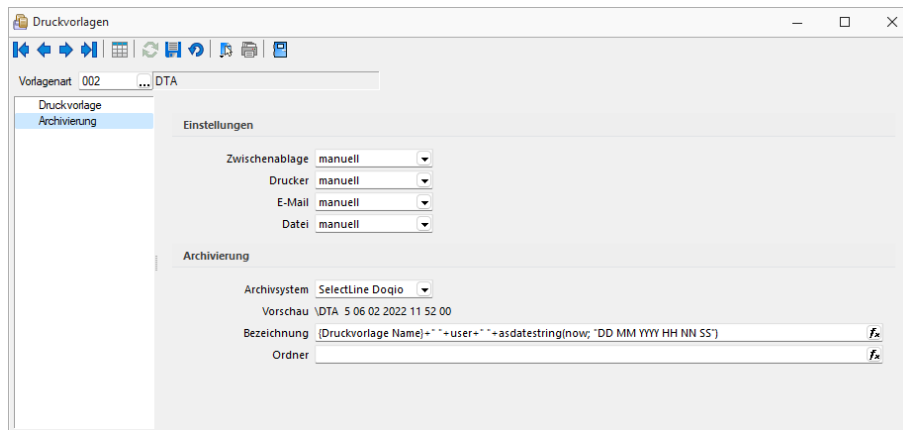 Druckvorlagen
Vorlagenart 002 ... DTA
Druckvorlage
Archivierung
Einstellungen
Zwischenablage manuell
Drucker manuell
E-Mail manuell
Datei manuell
Archivierung
Archivsystem SelectLine Doqio
Vorschau \DTA 5 06 02 2022 11 52 00
Bezeichnung {Druckvorlage Name}+" "+user+" "+asdatestring(now; "DD MM YYYY HH NN SS") fx
Ordner fx